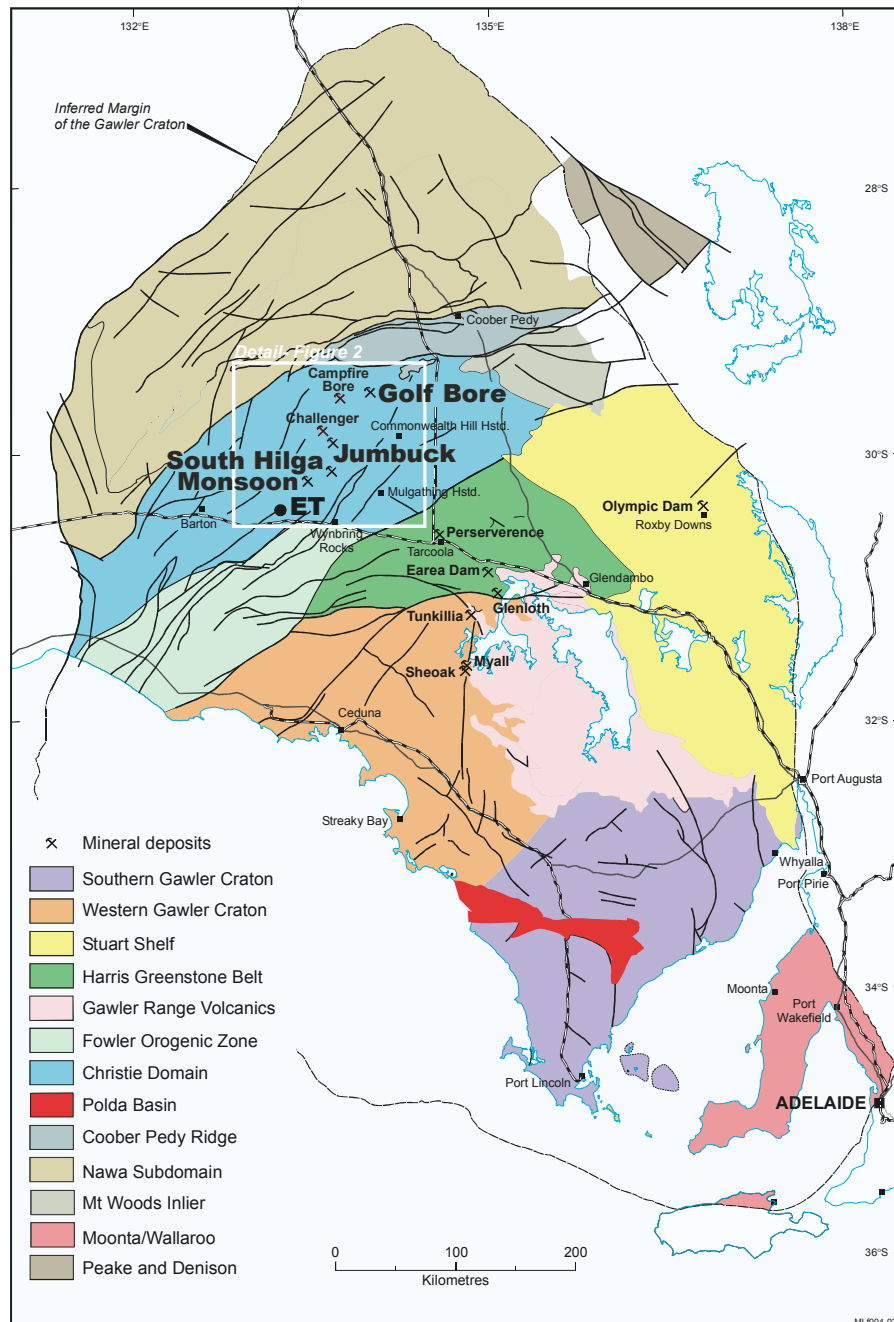 132°E
135°E
138°E
Inferred Margin
of the Gawler Craton
28°S
Coober Pedy
Detail- Figure 2
Campfire
Bore
Golf Bore
Challenger
Commonwealth Hill Hstd.
30°S
South Hilga
Jumbuck
Monsoon
Mulgathing Hstd.
ET
Barton
Wynbring
Rocks
Olympic Dam
Roxby Downs
Perserverence
Tarcoola
Earea Dam
Glendambo
Glenloth
Tunkillia
Myall
Sheoak
Ceduna
32°S
Port Augusta
Streaky Bay
Whyalla
Port Pirie
Mineral deposits
Southern Gawler Craton
Western Gawler Craton
Stuart Shelf
Harris Greenstone Belt
Gawler Range Volcanics
Fowler Orogenic Zone
Christie Domain
Polda Basin
Coober Pedy Ridge
Nawa Subdomain
Mt Woods Inlier
Moonta/Wallaroo
Peake and Denison
34°S
Moonta
Port
Wakefield
Port Lincoln
ADELAIDE
0 100 200
Kilometres
36°S